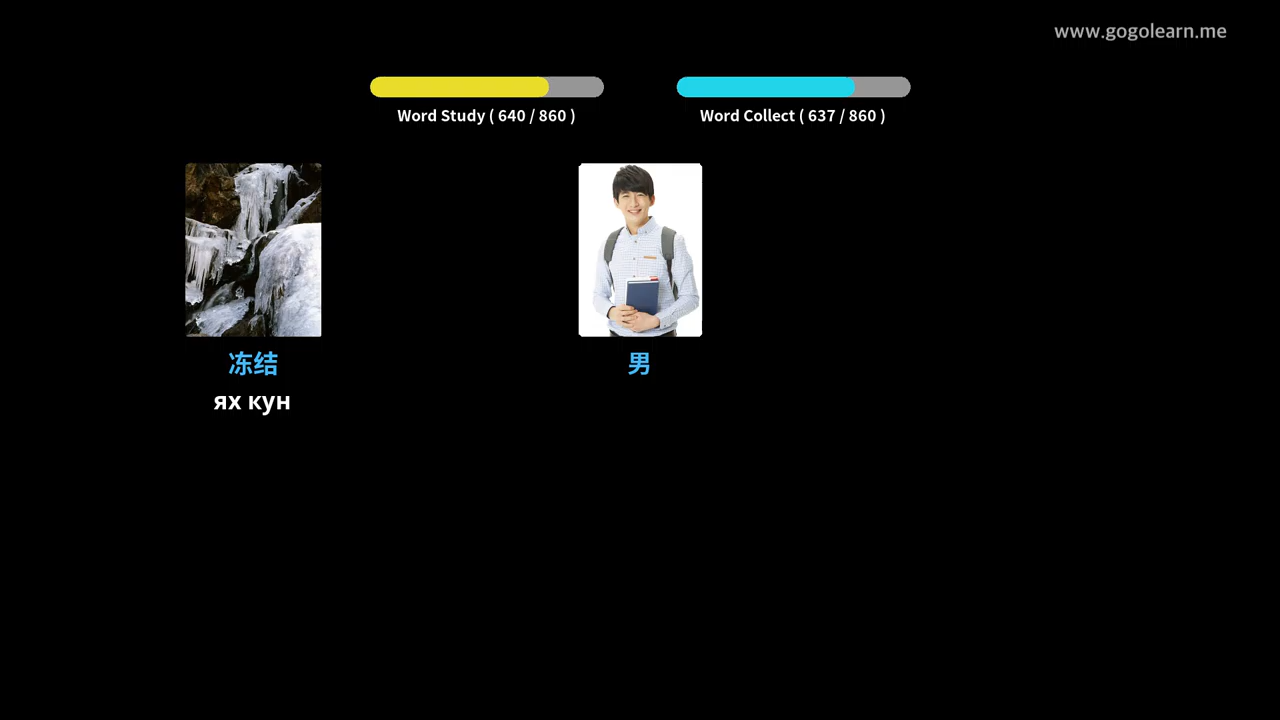 www.gogolearn.me
Word Study ( 640 / 860 )
Word Collect ( 637 / 860 )
冻结
ях кун
男